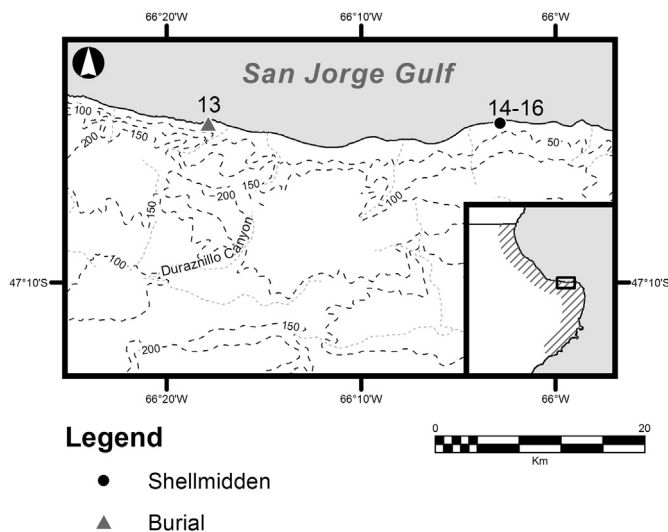 66°20'W 66°10'W 66°W
San Jorge Gulf
13
14-16
100
200
150
50
200
150
100
150
Duraznillo Canyon
100
47°10'S 47°10'S
150
200
66°20'W 66°10'W 66°W
Legend
0 20
Km
Shellmidden
Burial